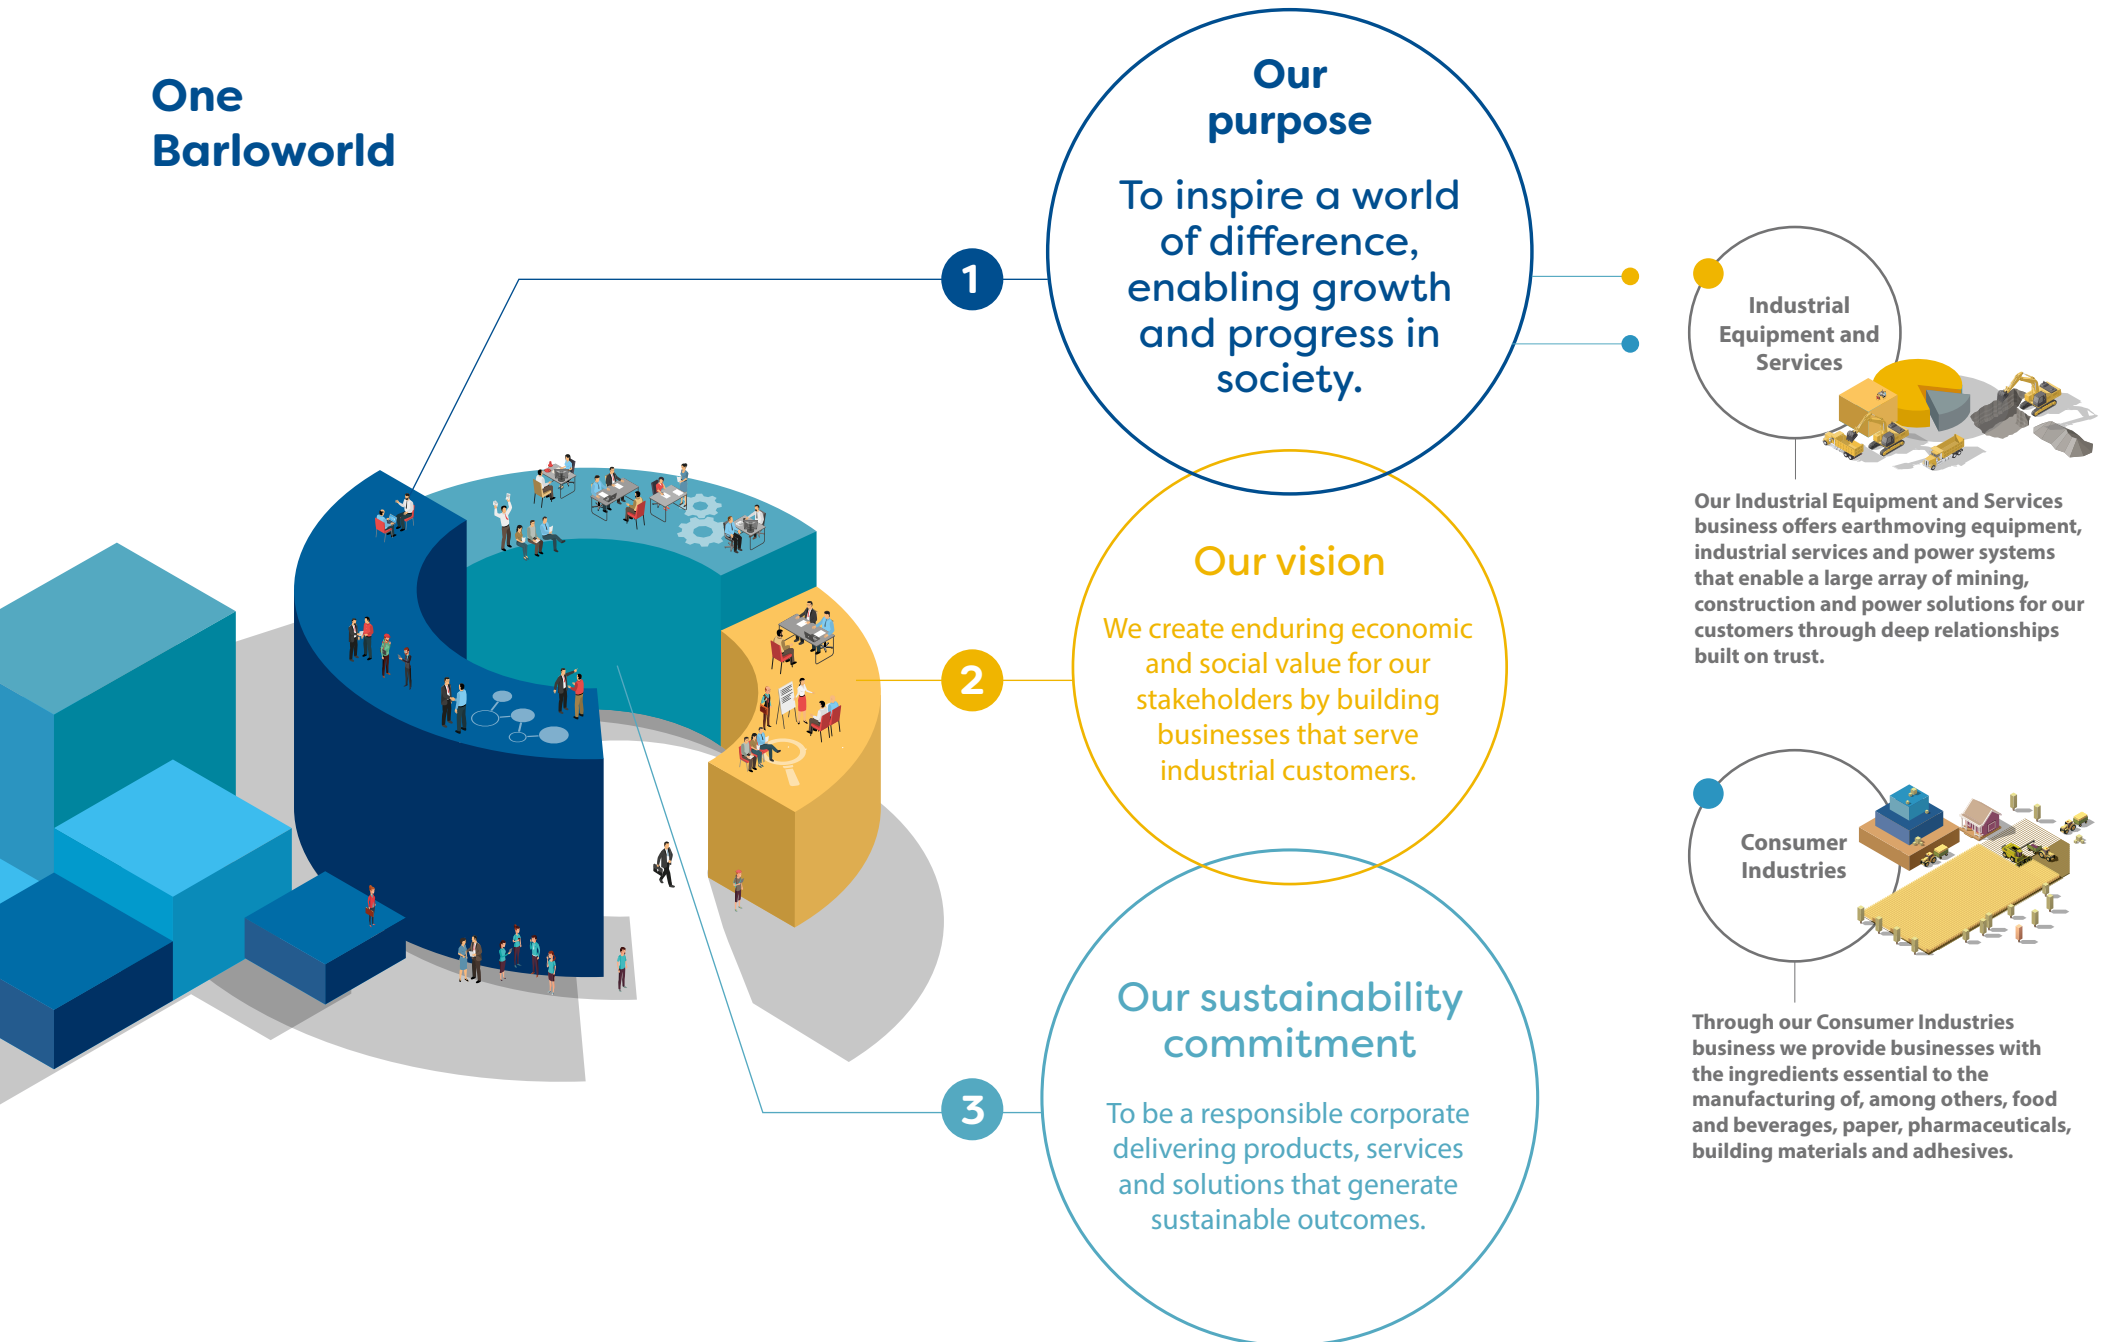 One
Barloworld
1
Our
purpose
To inspire a world
of difference,
enabling growth
and progress in
society.
2
Our vision
We create enduring economic
and social value for our
stakeholders by building
businesses that serve
industrial customers.
3
Our sustainability
commitment
To be a responsible corporate
delivering products, services
and solutions that generate
sustainable outcomes.
Industrial
Equipment and
Services
Our Industrial Equipment and Services
business offers earthmoving equipment,
industrial services and power systems
that enable a large array of mining,
construction and power solutions for our
customers through deep relationships
built on trust.
Consumer
Industries
Through our Consumer Industries
business we provide businesses with
the ingredients essential to the
manufacturing of, among others, food
and beverages, paper, pharmaceuticals,
building materials and adhesives.